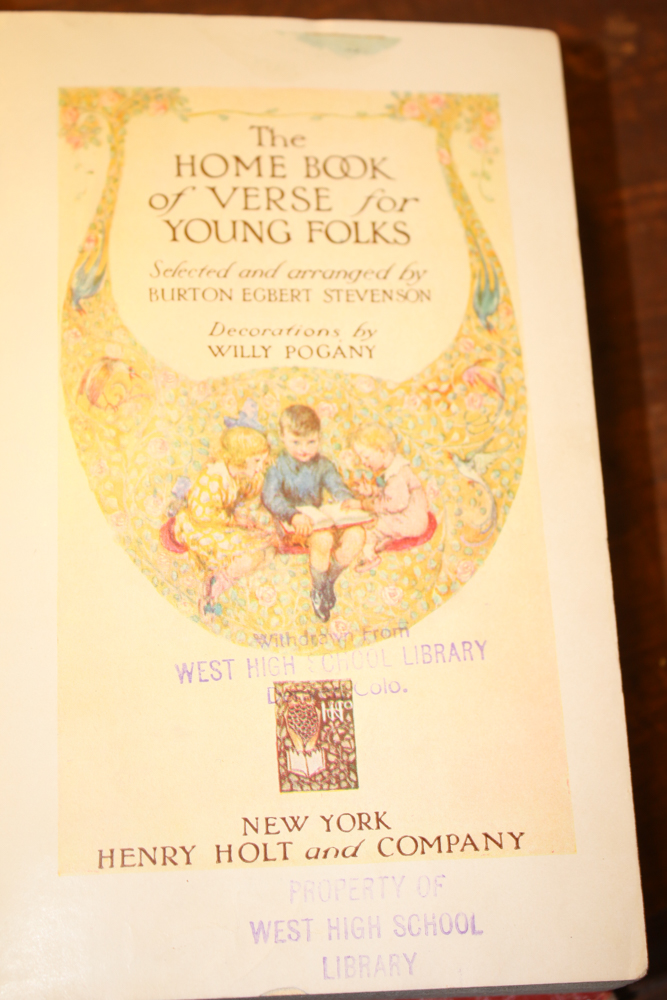 The
HOME BOOK
of VERSE for
YOUNG FOLKS
Selected and arranged by
BURTON EGBERT STEVENSON
Decorations by
WILLY POGÁNY
Withdrawn From
WEST HIGH SCHOOL LIBRARY
Colo.
NEW YORK
HENRY HOLT and COMPANY
PROPERTY OF
WEST HIGH SCHOOL
LIBRARY